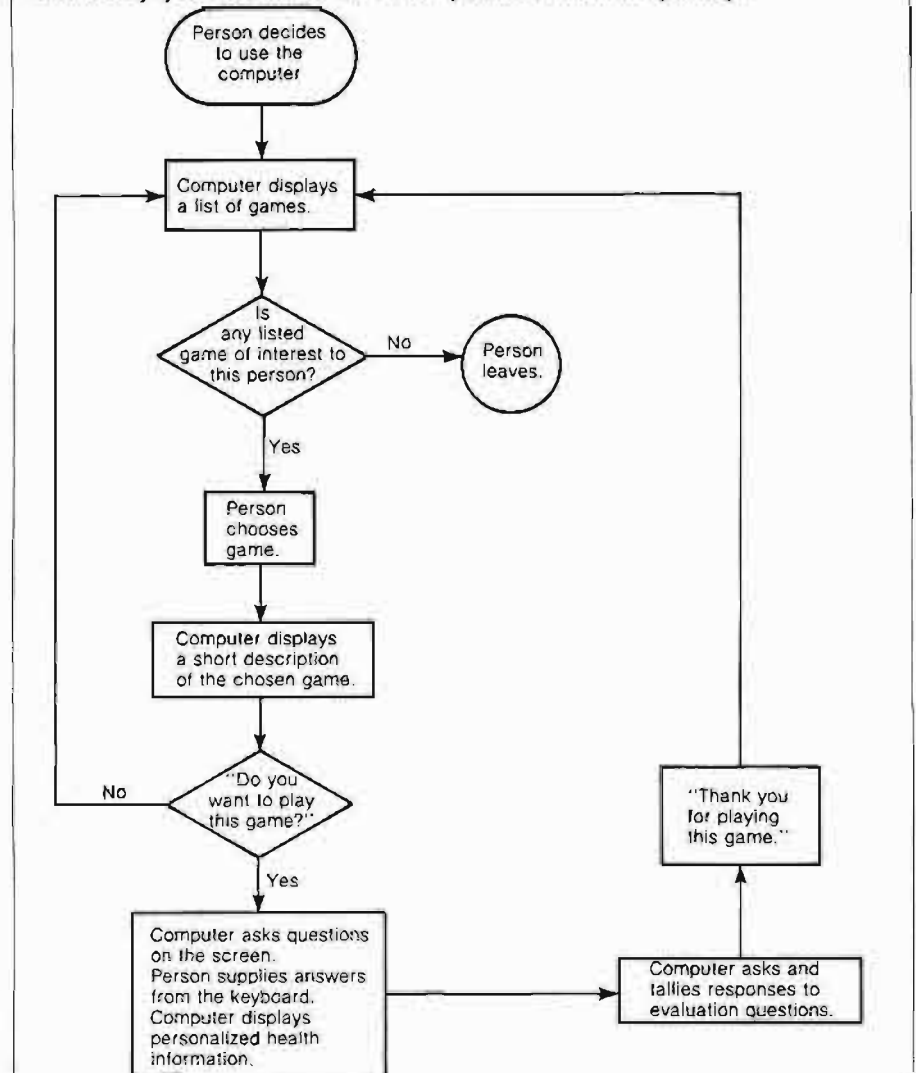 Person decides
to use the
computer
Computer displays
a list of games.
Is
any listed
game of interest to
this person?
No
Person
leaves.
Yes
Person
chooses
game.
Computer displays
a short description
of the chosen game.
"Do you
want to play
this game?"
No
Yes
Computer asks questions
on the screen.
Person supplies answers
from the keyboard.
Computer displays
personalized health
information.
Computer asks and
tallies responses to
evaluation questions.
"Thank you
for playing
this game."